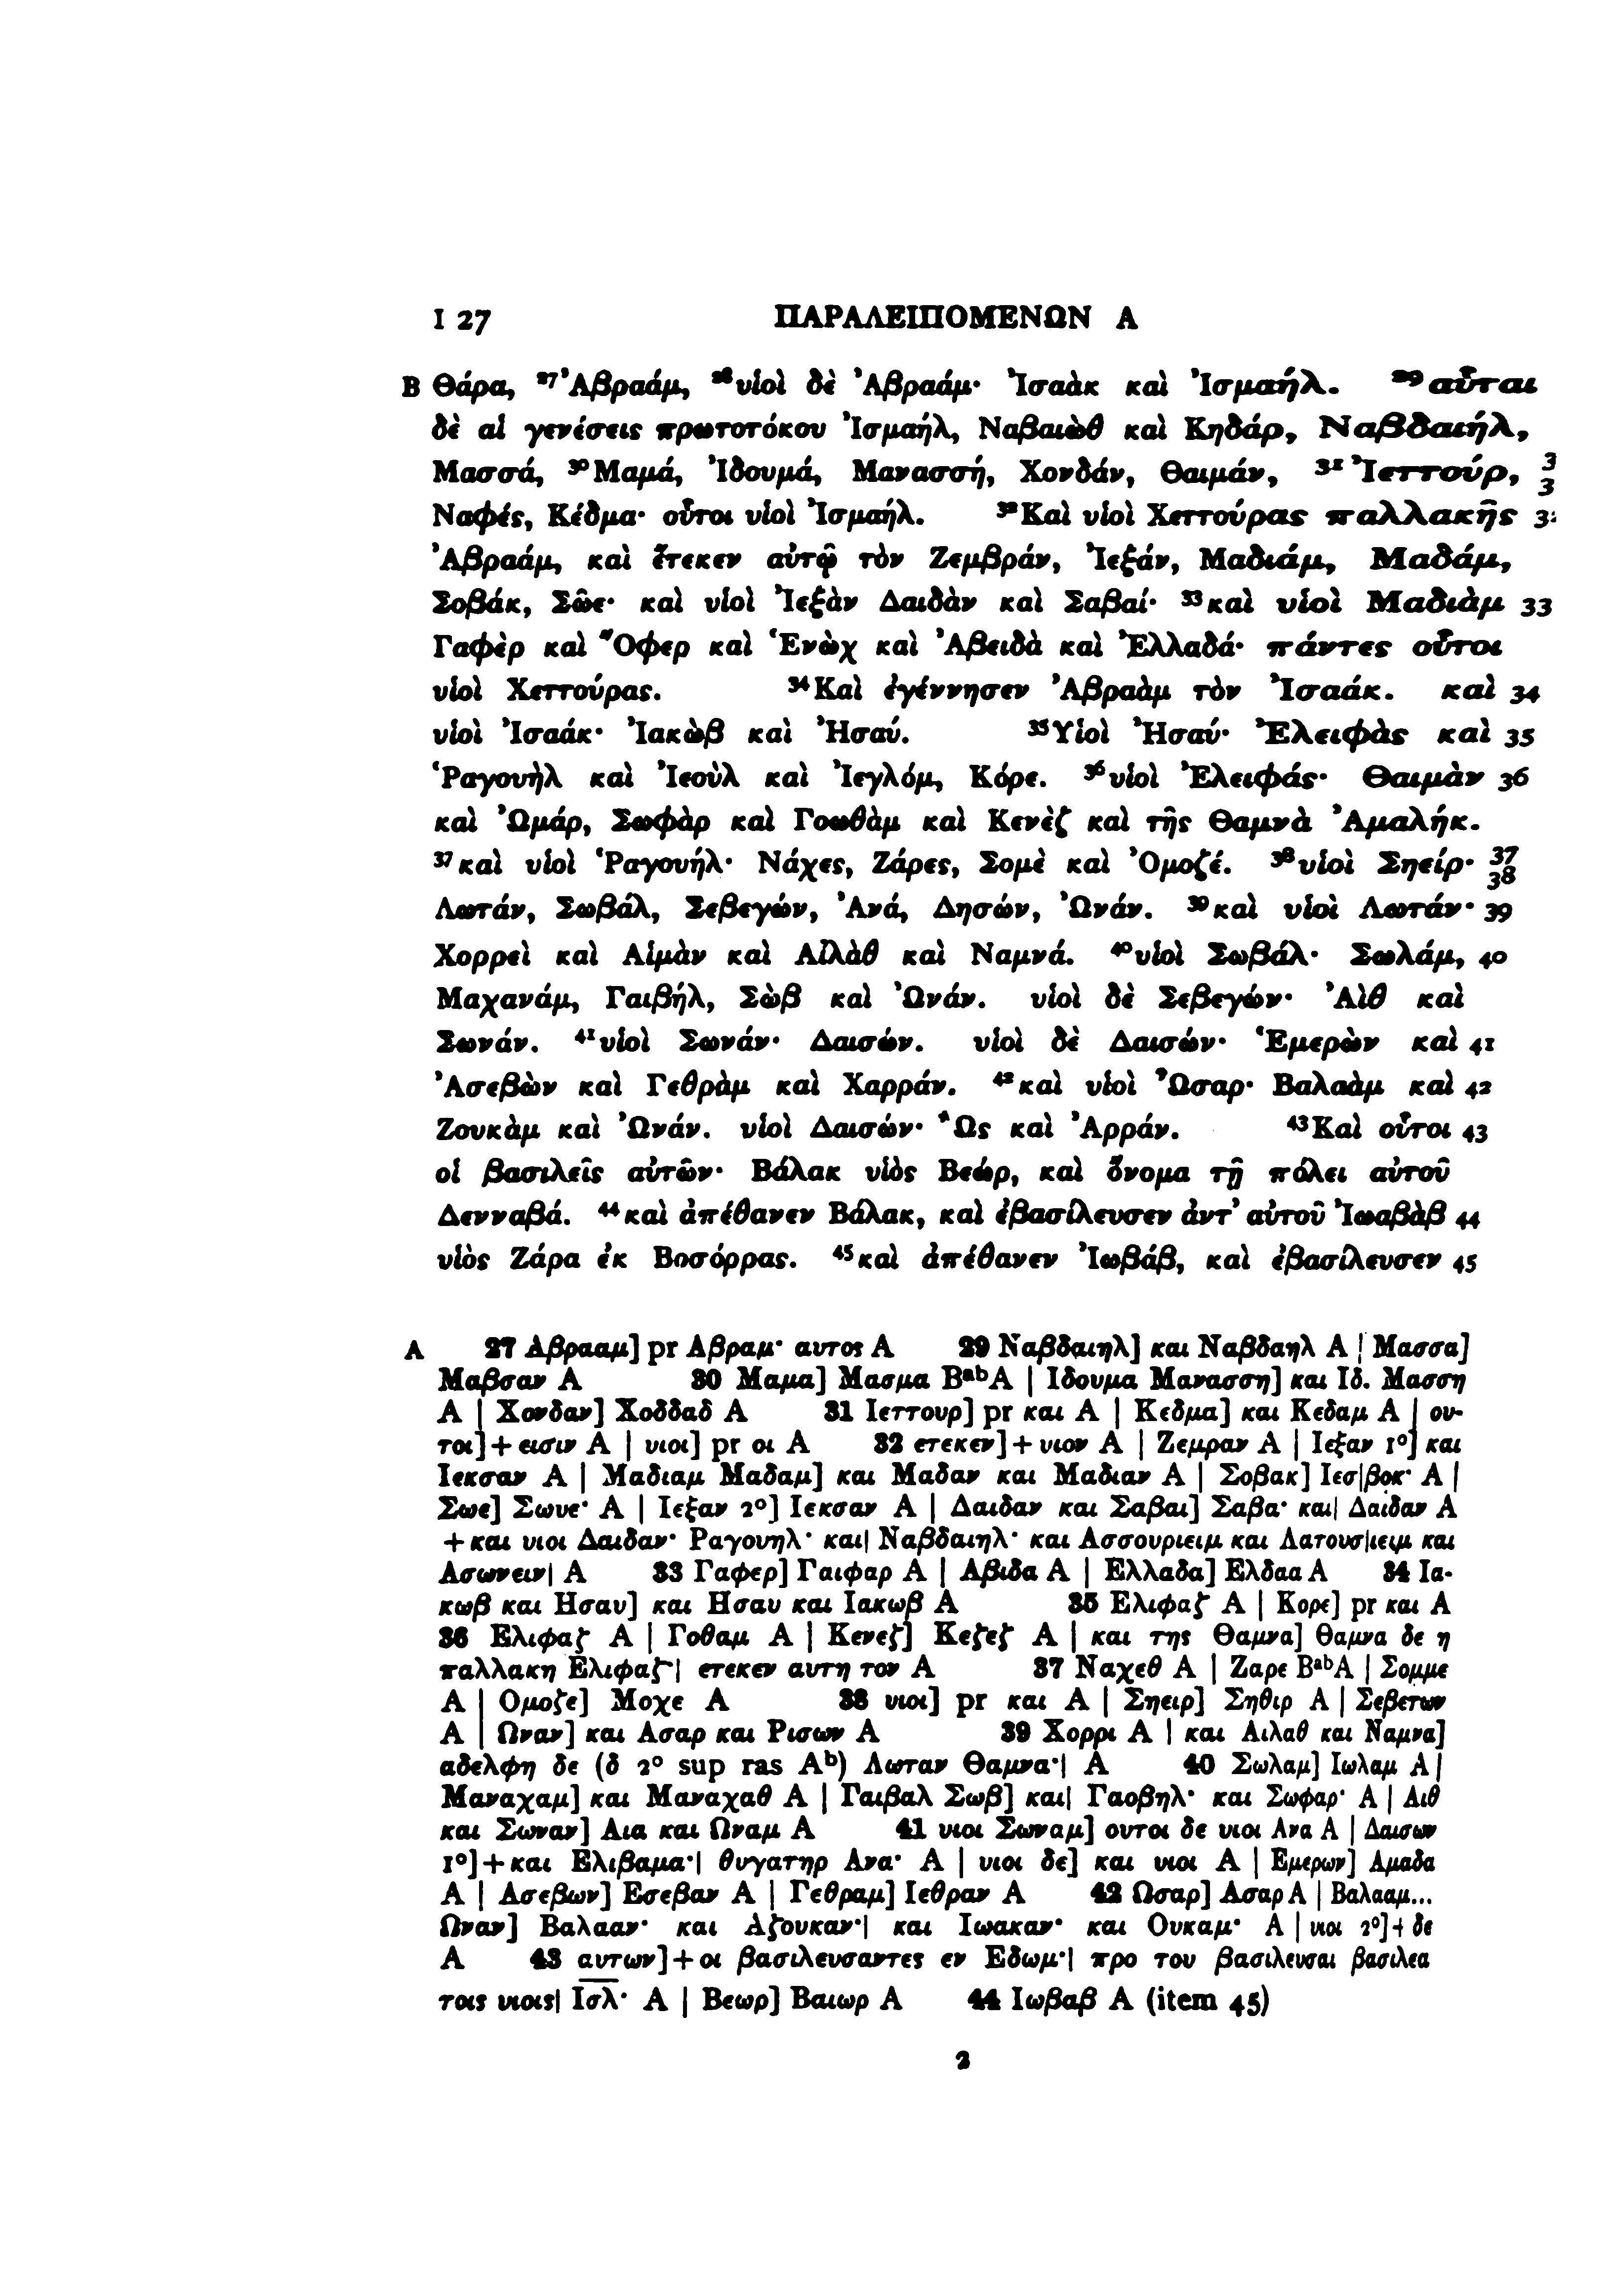 I 27 ΠΑΡΑΛΕΙΠΟΜΕΝΩΝ Α
B Θάρα, ²⁷Ἀβραάμ, ²⁸υἱοὶ δὲ Ἀβραάμ· Ἰσαὰκ καὶ Ἰσμαήλ. ²⁹αὗται
δὲ αἱ γενέσεις πρωτοτόκου Ἰσμαήλ, Ναβαιὼθ καὶ Κηδάρ, Ναβδαιήλ,
Μασσά, ³⁰Μαμά, Ἰδουμά, Μανασσή, Χονδάν, Θαιμάν, ³¹Ἰεττούρ, 3 3
Ναφές, Κέδμα· οὗτοι υἱοὶ Ἰσμαήλ. ³²Καὶ υἱοὶ Χεττούρας παλλακῆς 3
Ἀβραάμ, καὶ ἔτεκεν αὐτῷ τὸν Ζεμβράν, Ἰεξάν, Μαδιάμ, Μαδάμ,
Σοβάκ, Σῶε· καὶ υἱοὶ Ἰεξὰν Δαιδὰν καὶ Σαβαί· ³³καὶ υἱοὶ Μαδιὰμ 33
Γαφὲρ καὶ Ὄφερ καὶ Ἑνὼχ καὶ Ἀβειδὰ καὶ Ἐλλαδά· πάντες οὗτοι
υἱοὶ Χεττούρας. ³⁴Καὶ ἐγέννησεν Ἀβραὰμ τὸν Ἰσαάκ. καὶ 34
υἱοὶ Ἰσαάκ· Ἰακὼβ καὶ Ἠσαύ. ³⁵Υἱοὶ Ἠσαύ· Ἐλειφὰς καὶ 35
Ῥαγουὴλ καὶ Ἰεοὺλ καὶ Ἰεγλόμ, Κόρε. ³⁶υἱοὶ Ἐλειφάς· Θαιμὰν 36
καὶ Ὠμάρ, Σωφὰρ καὶ Γοωθὰμ καὶ Κενὲζ καὶ τῆς Θαμνὰ Ἀμαλήκ.
³⁷καὶ υἱοὶ Ῥαγουήλ· Νάχες, Ζάρες, Σομὲ καὶ Ὀμοζέ. ³⁸υἱοὶ Σηείρ· 37 38
Λωτάν, Σωβάλ, Σεβεγών, Ἀνά, Δησών, Ὠνάν. ³⁹καὶ υἱοὶ Λωτάν· 39
Χορρεὶ καὶ Αἱμὰν καὶ Αἰλὰθ καὶ Ναμνά. ⁴⁰υἱοὶ Σωβάλ· Σωλάμ, 40
Μαχανάμ, Γαιβήλ, Σὼβ καὶ Ὠνάν. υἱοὶ δὲ Σεβεγών· Ἀὶθ καὶ
Σωνάν. ⁴¹υἱοὶ Σωνάν· Δαισών. υἱοὶ δὲ Δαισών· Ἐμερὼν καὶ 41
Ἀσεβὼν καὶ Γεθρὰμ καὶ Χαρράν. ⁴²καὶ υἱοὶ Ὦσαρ· Βαλαὰμ καὶ 42
Ζουκὰμ καὶ Ὠνάν. υἱοὶ Δαισών· Ὣς καὶ Ἀρράν. ⁴³Καὶ οὗτοι 43
οἱ βασιλεῖς αὐτῶν· Βάλακ υἱὸς Βεώρ, καὶ ὄνομα τῇ πόλει αὐτοῦ
Δενναβά. ⁴⁴καὶ ἀπέθανεν Βάλακ, καὶ ἐβασίλευσεν ἀντ’ αὐτοῦ Ἰωαβὰβ 44
υἱὸς Ζάρα ἐκ Βοσόρρας. ⁴⁵καὶ ἀπέθανεν Ἰωβάβ, καὶ ἐβασίλευσεν 45
A 27 Αβρααμ] pr Αβραμ· αυτος A 29 Ναβδαιηλ] και Ναβδαηλ A | Μασσα]
Μαβσαν A 30 Μαμα] Μασμα BᵃᵇA | Ιδουμα Μανασση] και Ιδ. Μασση
A | Χονδαν] Χοδδαδ A 31 Ιεττουρ] pr και A | Κεδμα] και Κεδαμ A | ου-
τοι]+εισιν A | υιοι] pr οι A 32 ετεκεν]+υιον A | Ζεμραν A | Ιεξαν 1°] και
Ιεκσαν A | Μαδιαμ Μαδαμ] και Μαδαν και Μαδιαν A | Σοβακ] Ιεσ|βοκ· A |
Σωε] Σωυε· A | Ιεξαν 2°] Ιεκσαν A | Δαιδαν και Σαβαι] Σαβα· και| Δαιδαν A
+και υιοι Δαιδαν· Ραγουηλ· και| Ναβδαιηλ· και Ασσουριειμ και Λατουσ|ιειμ και
Ασωνειν| A 33 Γαφερ] Γαιφαρ A | Αβιδα A | Ελλαδα] Ελδαα A 34 Ια-
κωβ και Ησαυ] και Ησαυ και Ιακωβ A 35 Ελιφαζ A | Κορε] pr και A
36 Ελιφαζ A | Γοθαμ A | Κενεζ] Κεζεζ A | και της Θαμνα] Θαμνα δε η
παλλακη Ελιφαζ·| ετεκεν αυτη τον A 37 Ναχεθ A | Ζαρε BᵃᵇA | Σομμε
A | Ομοζε] Μοχε A 38 υιοι] pr και A | Σηειρ] Σηθιρ A | Σεβετων
A | Ωναν] και Ασαρ και Ρισων A 39 Χορρι A | και Αιλαθ και Ναμνα]
αδελφη δε (δ 2° sup ras Aᵇ) Λωταν Θαμνα·| A 40 Σωλαμ] Ιωλαμ A |
Μαναχαμ] και Μαναχαθ A | Γαιβαλ Σωβ] και| Γαοβηλ· και Σωφαρ· A | Αιθ
και Σωναν] Αια και Ωναμ A 41 υιοι Σωναμ] ουτοι δε υιοι Ανα A | Δαισων
1°]+και Ελιβαμα·| θυγατηρ Ανα· A | υιοι δε] και υιοι A | Εμερων] Αμαδα
A | Ασεβων] Εσεβαν A | Γεθραμ] Ιεθραν A 42 Ωσαρ] Ασαρ A | Βαλααμ...
Ωναν] Βαλααν· και Αζουκαν·| και Ιωακαν· και Ουκαμ· A | υιοι 2°]+δε
A 43 αυτων]+οι βασιλευσαντες εν Εδωμ·| προ του βασιλευσαι βασιλεα
τοις υιοις| Ισλ· A | Βεωρ] Βαιωρ A 44 Ιωβαβ A (item 45)
2